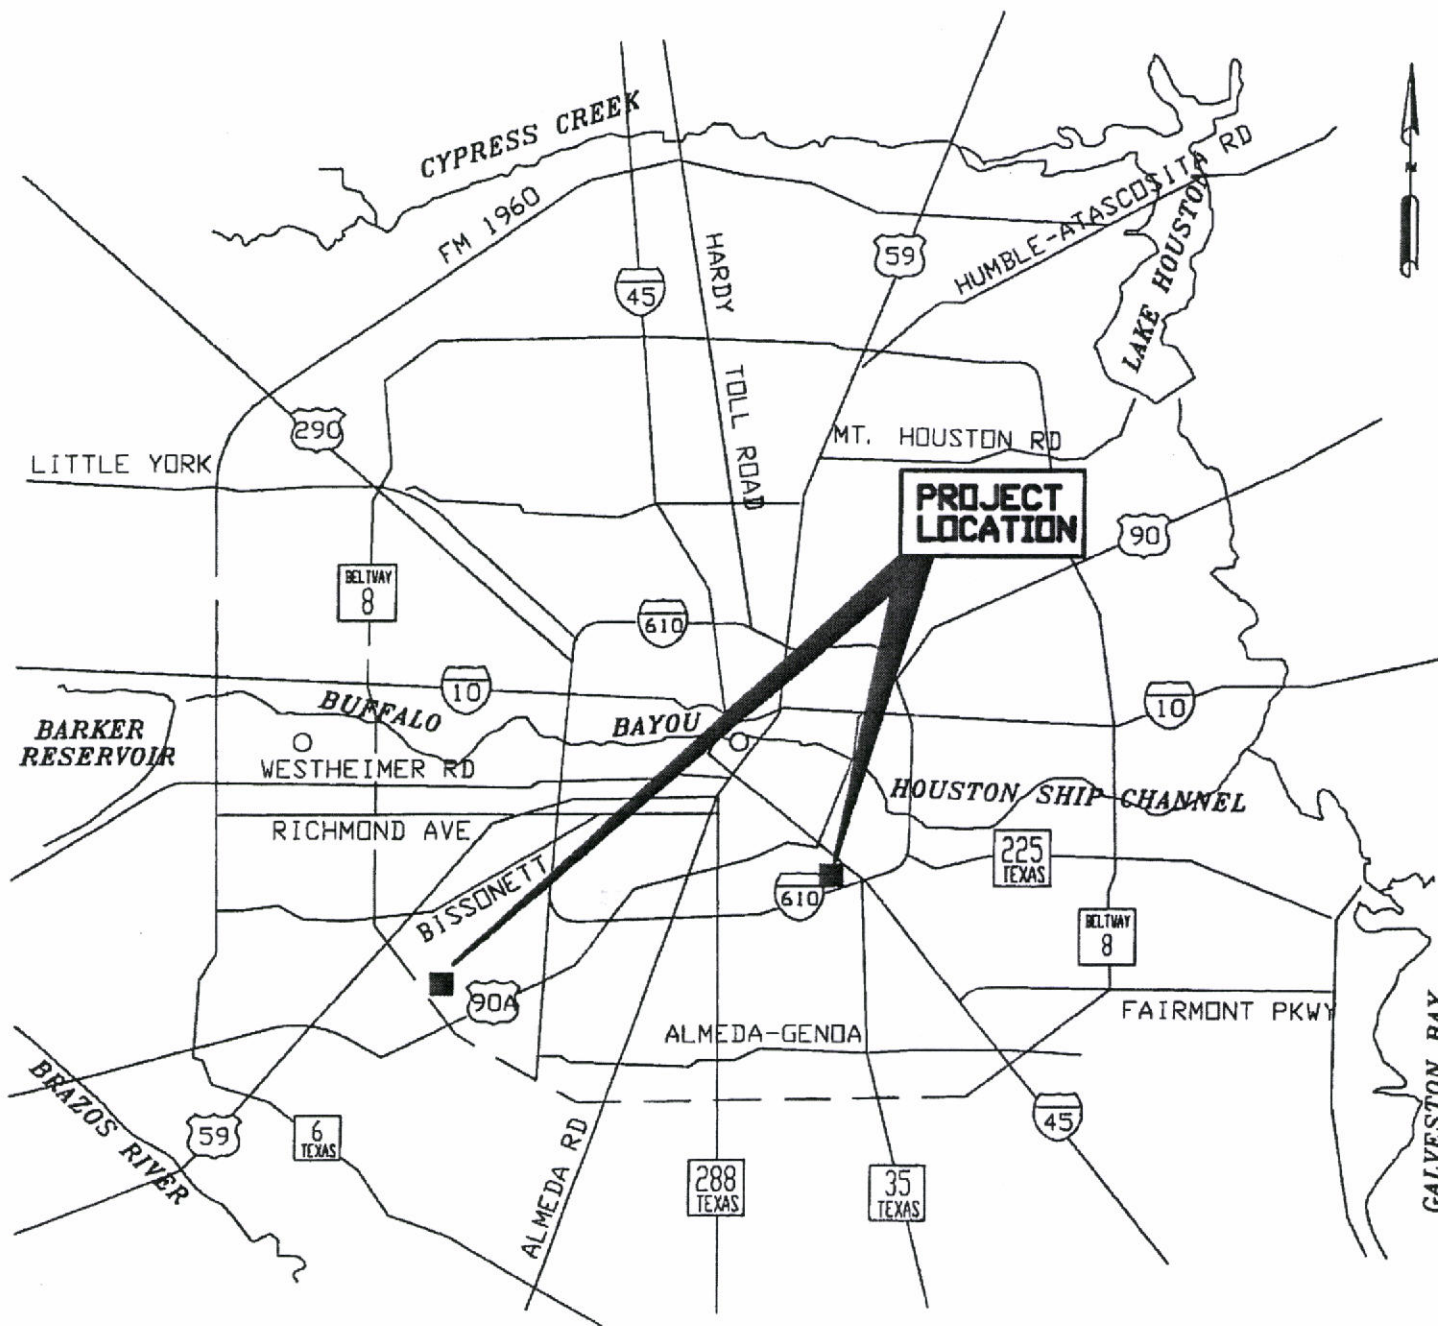 CYPRESS CREEK
FM 1960
HUMBLE-ATASCOSITA RD
LAKE HOUSTON
N
59
45
HARDY TOLL ROAD
290
MT. HOUSTON RD
LITTLE YORK
PROJECT
LOCATION
90
BELTWAY
8
610
10
BUFFALO BAYOU
10
BARKER
RESERVOIR
WESTHEIMER RD
HOUSTON SHIP CHANNEL
RICHMOND AVE
225
TEXAS
BISSONETT
610
BELTWAY
8
90A
FAIRMONT PKWY
ALMEDA-GENOA
GALVESTON BAY
BRAZOS RIVER
59
6
TEXAS
45
ALMEDA RD
288
TEXAS
35
TEXAS